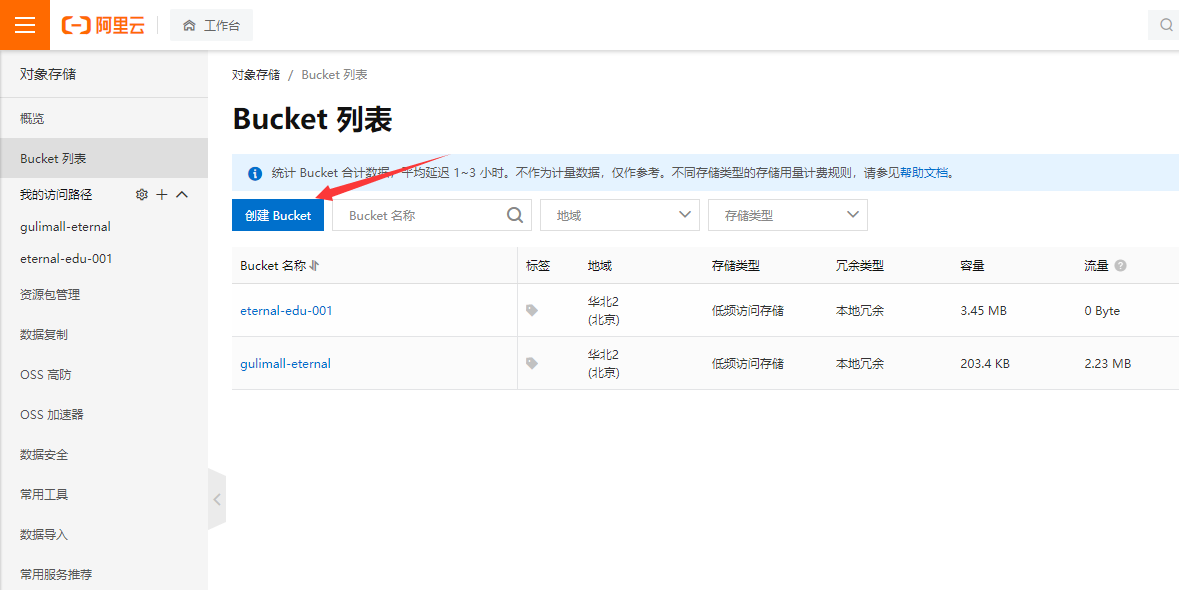 阿里云
工作台
对象存储
概览
Bucket 列表
我的访问路径
gulimall-eternal
eternal-edu-001
资源包管理
数据复制
OSS 高防
OSS 加速器
数据安全
常用工具
数据导入
常用服务推荐
对象存储 / Bucket 列表
Bucket 列表
统计 Bucket 合计数据，平均延迟 1~3 小时。不作为计量数据，仅作参考。不同存储类型的存储用量计费规则，请参见帮助文档。
创建 Bucket Bucket 名称 地域 存储类型
Bucket 名称 标签 地域 存储类型 冗余类型 容量 流量
eternal-edu-001 华北2 (北京) 低频访问存储 本地冗余 3.45 MB 0 Byte
gulimall-eternal 华北2 (北京) 低频访问存储 本地冗余 203.4 KB 2.23 MB